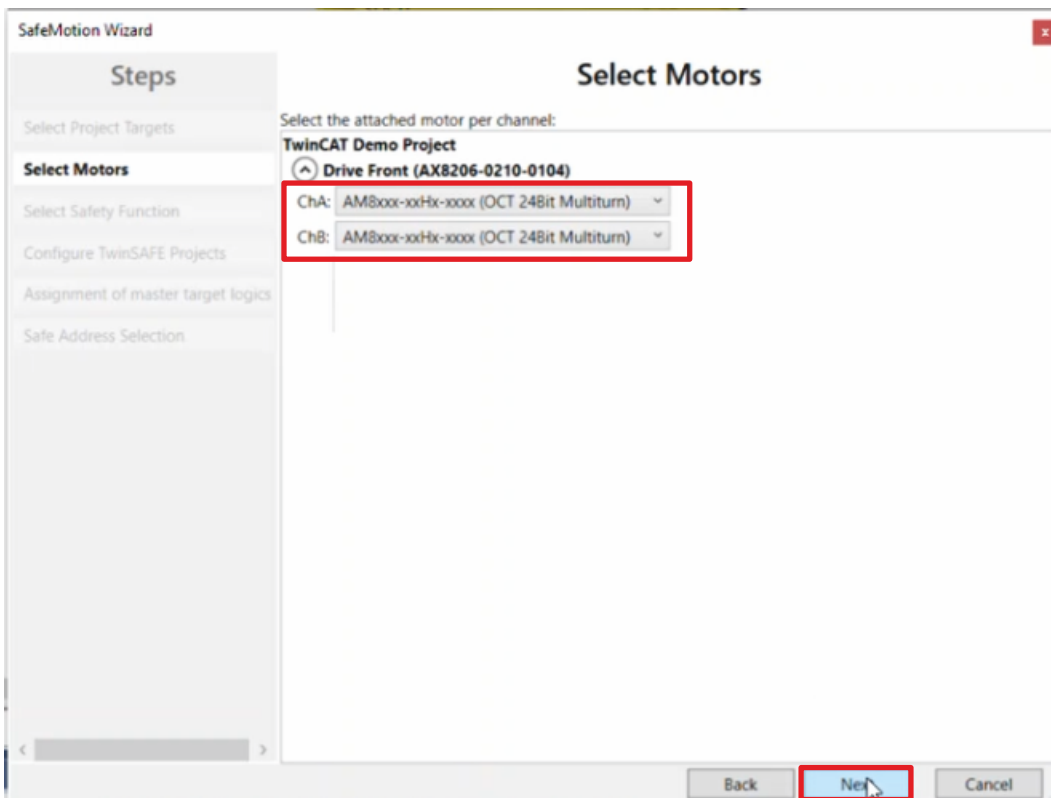 SafeMotion Wizard
x
Steps
Select Project Targets
Select Motors
Select Safety Function
Configure TwinSAFE Projects
Assignment of master target logics
Safe Address Selection
Select Motors
Select the attached motor per channel:
TwinCAT Demo Project
Drive Front (AX8206-0210-0104)
ChA: AM8xxx-xxHx-xxxx (OCT 24Bit Multiturn)
ChB: AM8xxx-xxHx-xxxx (OCT 24Bit Multiturn)
Back Next Cancel